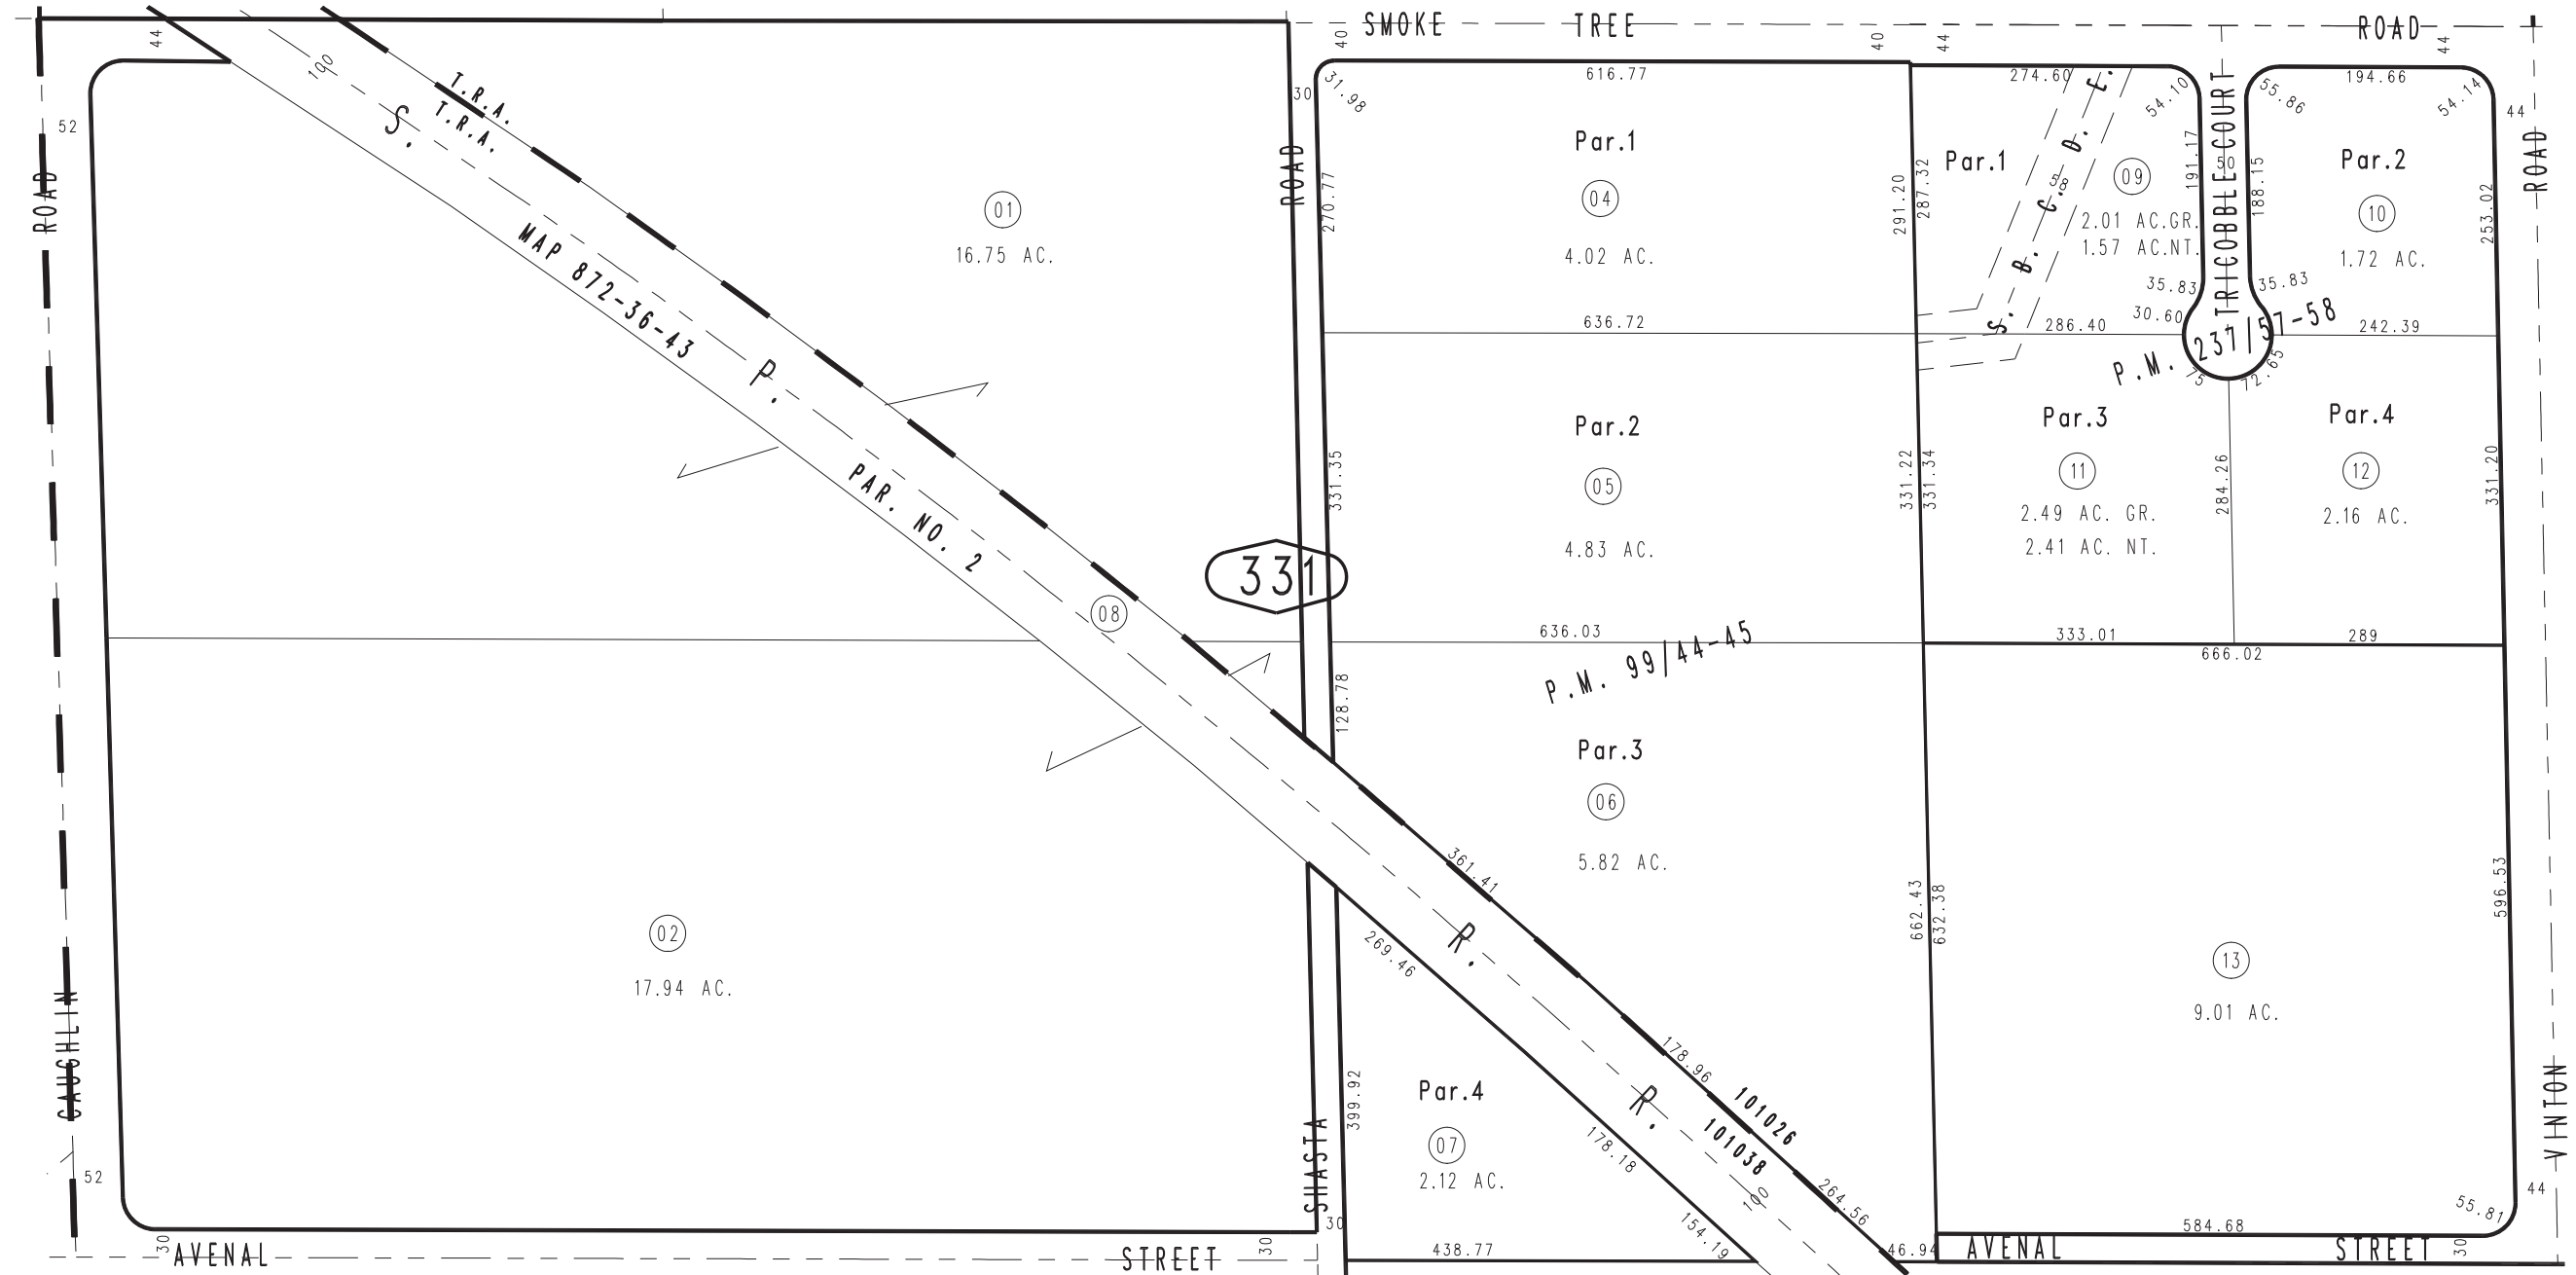 SMOKE TREE ROAD
44
100
40
40
44
44
T.R.A.
T.R.A.
S.
616.77
274.60
194.66
52
30
31.98
54.10
55.86
54.14
44
ROAD
ROAD
ROAD
Par.1
04
4.02 AC.
270.77
291.20
287.32
Par.1
58
S. B. C. D. E.
09
2.01 AC.GR.
1.57 AC.NT.
191.17
50
TRICOBBLE COURT
188.15
Par.2
10
1.72 AC.
253.02
01
16.75 AC.
MAP 872-36-43
P.
636.72
35.83
35.83
30.60
286.40
242.39
P.M. 237/57-58
75
72.65
Par.2
05
4.83 AC.
331.35
331.22
331.34
Par.3
11
2.49 AC. GR.
2.41 AC. NT.
284.26
Par.4
12
2.16 AC.
331.20
PAR. NO. 2
331
08
636.03
333.01
289
666.02
P.M. 99/44-45
128.78
Par.3
06
5.82 AC.
361.41
02
17.94 AC.
R.
269.46
662.43
632.38
596.53
13
9.01 AC.
CAUGHLIN
178.96
R.
101026
101038
100
Par.4
07
2.12 AC.
399.92
178.18
264.56
SHASTA
VINTON
52
44
30
154.19
55.81
30
AVENAL STREET
30
438.77
46.94
584.68
AVENAL STREET
30